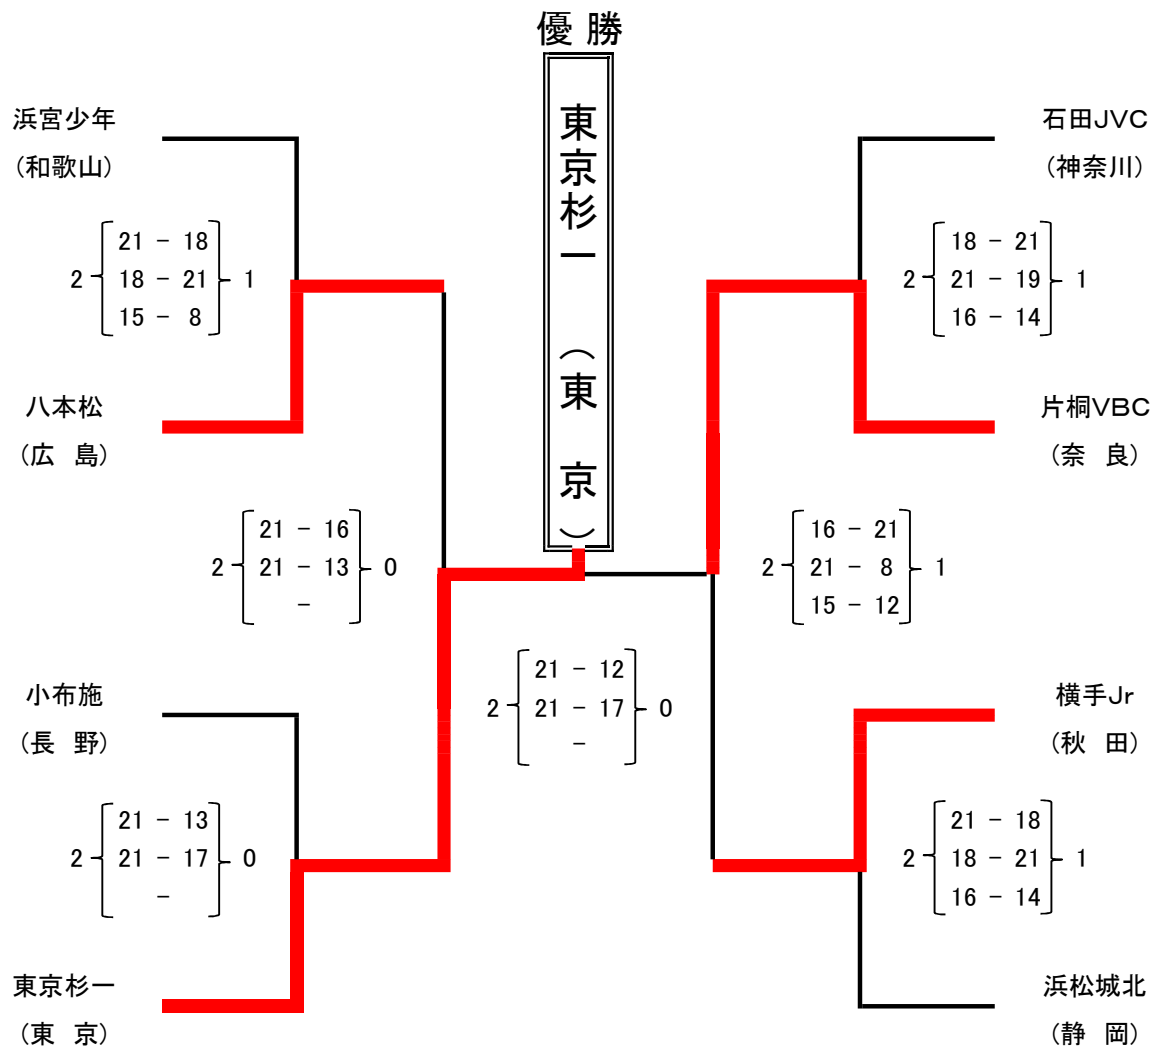 優 勝
東京杉一 （東 京）
浜宮少年
（和歌山）
2 21 - 18 1
18 - 21
15 - 8
八本松
（広 島）
2 21 - 16 0
21 - 13
-
小布施
（長 野）
2 21 - 13 0
21 - 17
-
東京杉一
（東 京）
2 21 - 12 0
21 - 17
-
石田JVC
（神奈川）
2 18 - 21 1
21 - 19
16 - 14
片桐VBC
（奈 良）
2 16 - 21 1
21 - 8
15 - 12
横手Jr
（秋 田）
2 21 - 18 1
18 - 21
16 - 14
浜松城北
（静 岡）